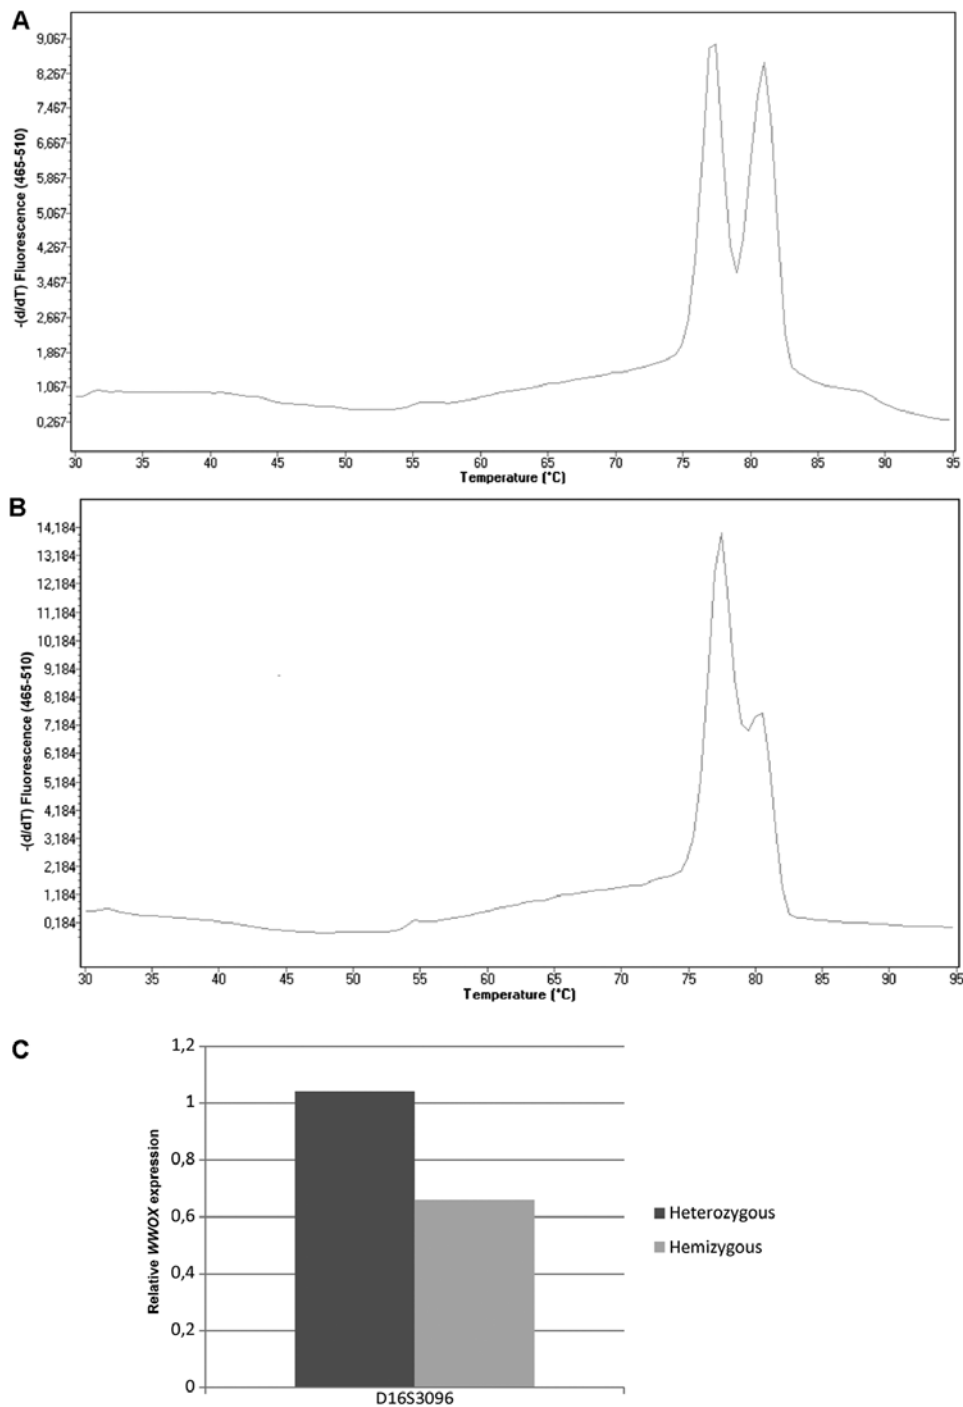 A
-(d/dT) Fluorescence (465-510)
9,067
8,267
7,467
6,667
5,867
5,067
4,267
3,467
2,667
1,867
1,067
0,267
30 35 40 45 50 55 60 65 70 75 80 85 90 95
Temperature (°C)
B
-(d/dT) Fluorescence (465-510)
14,184
13,184
12,184
11,184
10,184
9,184
8,184
7,184
6,184
5,184
4,184
3,184
2,184
1,184
0,184
30 35 40 45 50 55 60 65 70 75 80 85 90 95
Temperature (°C)
C
Relative WWOX expression
1,2
1
0,8
0,6
0,4
0,2
0
D16S3096
Heterozygous
Hemizygous